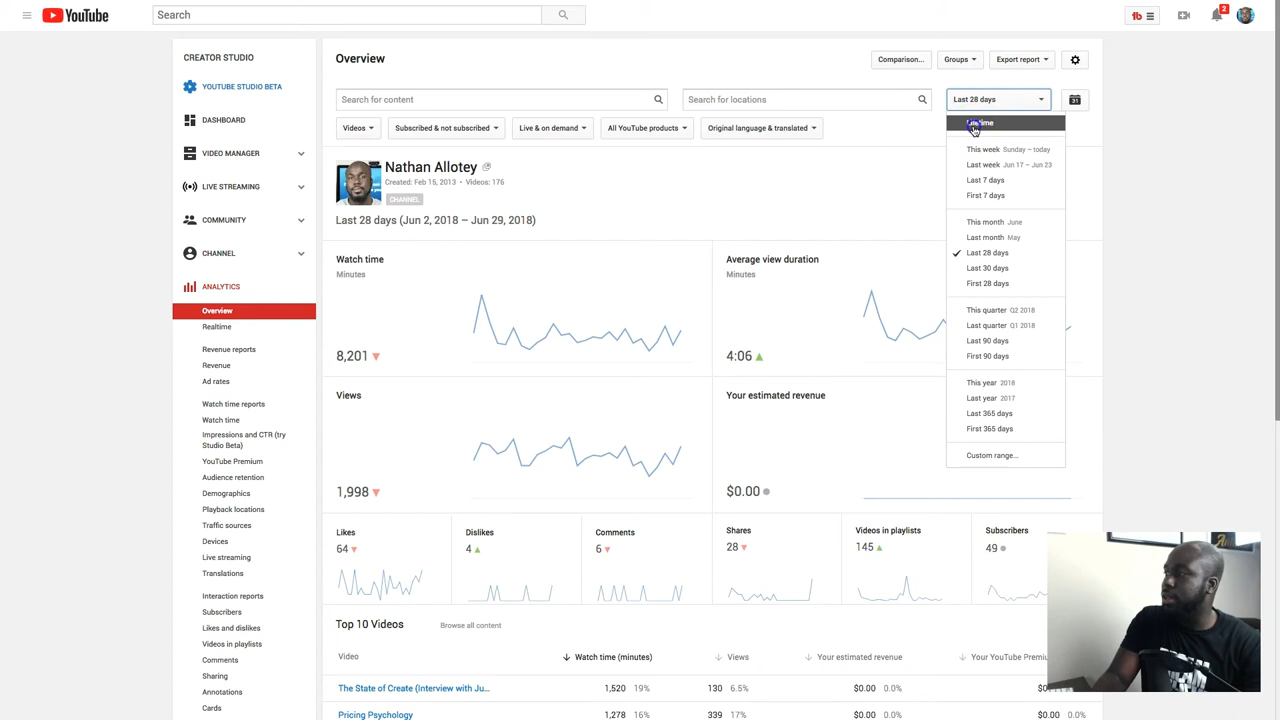 YouTube
Search
2
CREATOR STUDIO
YOUTUBE STUDIO BETA
DASHBOARD
VIDEO MANAGER
LIVE STREAMING
COMMUNITY
CHANNEL
ANALYTICS
Overview
Realtime
Revenue reports
Revenue
Ad rates
Watch time reports
Watch time
Impressions and CTR (try
Studio Beta)
YouTube Premium
Audience retention
Demographics
Playback locations
Traffic sources
Devices
Live streaming
Translations
Interaction reports
Subscribers
Likes and dislikes
Videos in playlists
Comments
Sharing
Annotations
Cards
Overview
Comparison...
Groups
Export report
Search for content
Search for locations
Last 28 days
31
Videos
Subscribed & not subscribed
Live & on demand
All YouTube products
Original language & translated
Nathan Allotey
Created: Feb 15, 2013 • Videos: 176
CHANNEL
Last 28 days (Jun 2, 2018 – Jun 29, 2018)
Watch time
Minutes
8,201
Average view duration
Minutes
4:06
Views
1,998
Your estimated revenue
$0.00
Likes
64
Dislikes
4
Comments
6
Shares
28
Videos in playlists
145
Subscribers
49
Top 10 Videos
Browse all content
Video
Watch time (minutes)
Views
Your estimated revenue
Your YouTube Premiu
The State of Create (Interview with Ju...
1,520 19%
130 6.5%
$0.00 0.0%
Pricing Psychology
1,278 16%
339 17%
$0.00 0.0%
This week Sunday – today
Last week Jun 17 – Jun 23
Last 7 days
First 7 days
This month June
Last month May
Last 28 days
Last 30 days
First 28 days
This quarter Q2 2018
Last quarter Q1 2018
Last 90 days
First 90 days
This year 2018
Last year 2017
Last 365 days
First 365 days
Custom range...